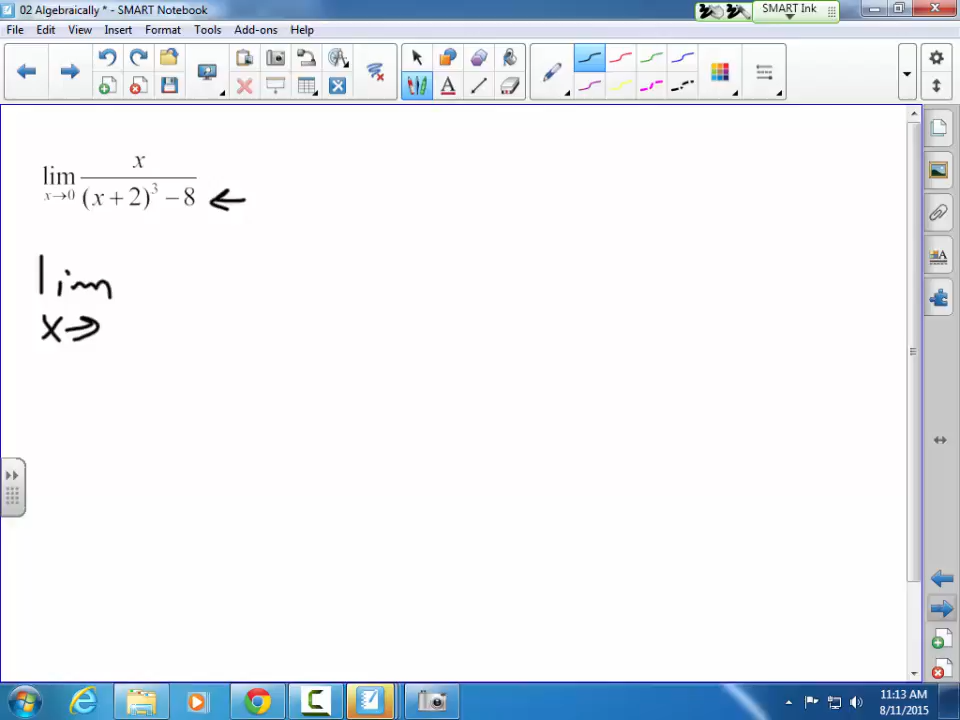 02 Algebraically * - SMART Notebook
SMART Ink
File Edit View Insert Format Tools Add-ons Help
lim x→0 x / (x + 2)³ − 8 ←
lim
x→
11:13 AM
8/11/2015